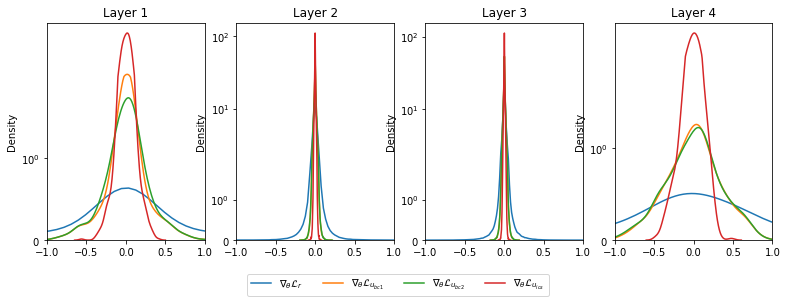 Layer 1 Layer 2 Layer 3 Layer 4
Density Density Density Density
10² 10²
10¹ 10¹
10⁰ 10⁰ 10⁰ 10⁰
0 0 0 0
−1.0 −0.5 0.0 0.5 1.0 −1.0 −0.5 0.0 0.5 1.0 −1.0 −0.5 0.0 0.5 1.0 −1.0 −0.5 0.0 0.5 1.0
∇θℒr ∇θℒu_bc1 ∇θℒu_bc2 ∇θℒu_ics